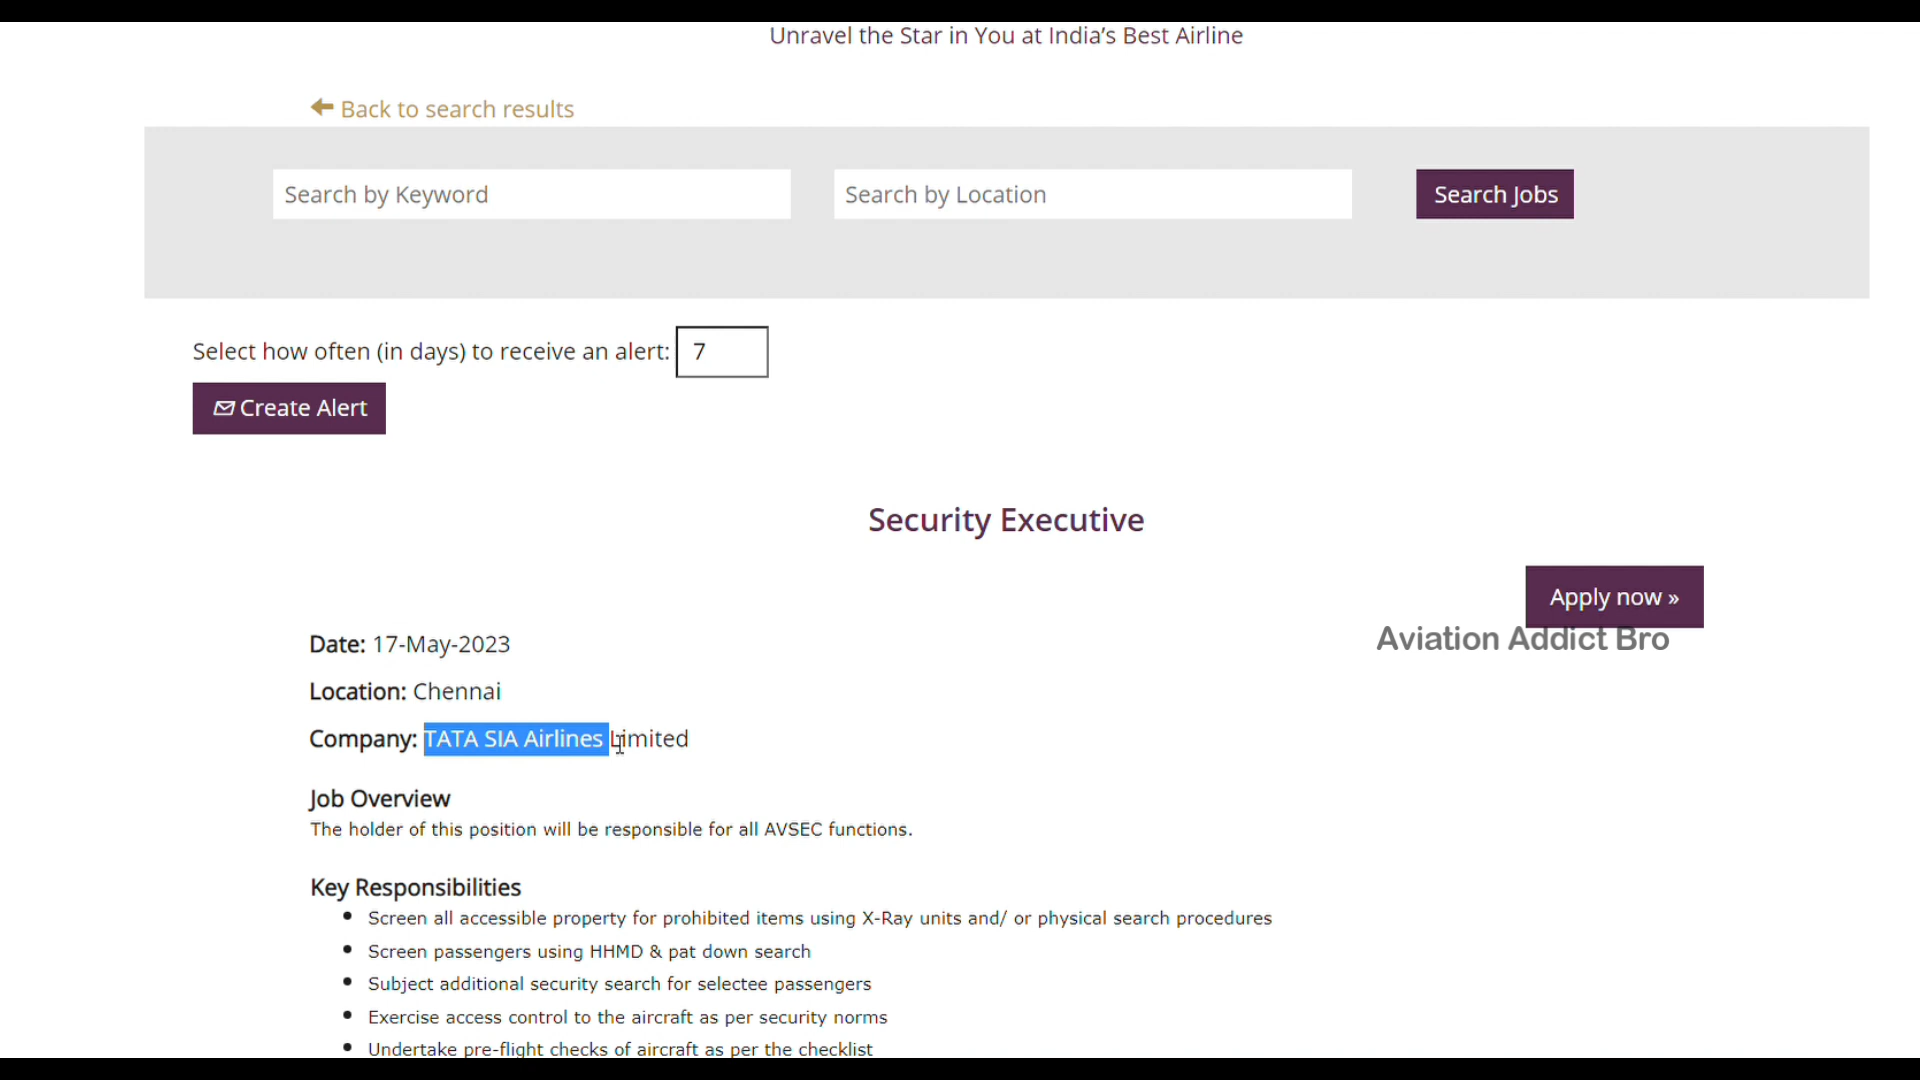 Unravel the Star in You at India's Best Airline
Back to search results
Search by Keyword
Search by Location
Search Jobs
Select how often (in days) to receive an alert: 7
Create Alert
Security Executive
Apply now »
Aviation Addict Bro
Date: 17-May-2023
Location: Chennai
Company: TATA SIA Airlines Limited
Job Overview
The holder of this position will be responsible for all AVSEC functions.
Key Responsibilities
• Screen all accessible property for prohibited items using X-Ray units and/ or physical search procedures
• Screen passengers using HHMD & pat down search
• Subject additional security search for selectee passengers
• Exercise access control to the aircraft as per security norms
• Undertake pre-flight checks of aircraft as per the checklist